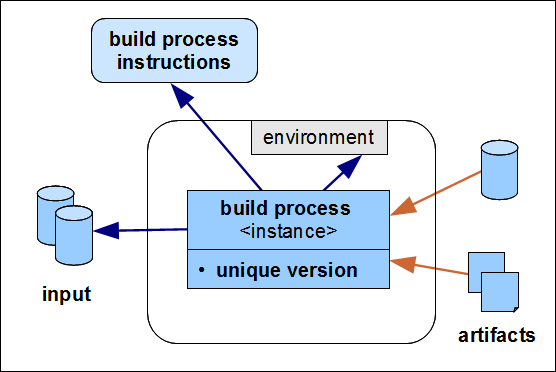 build process
instructions
environment
build process
<instance>
• unique version
input
artifacts